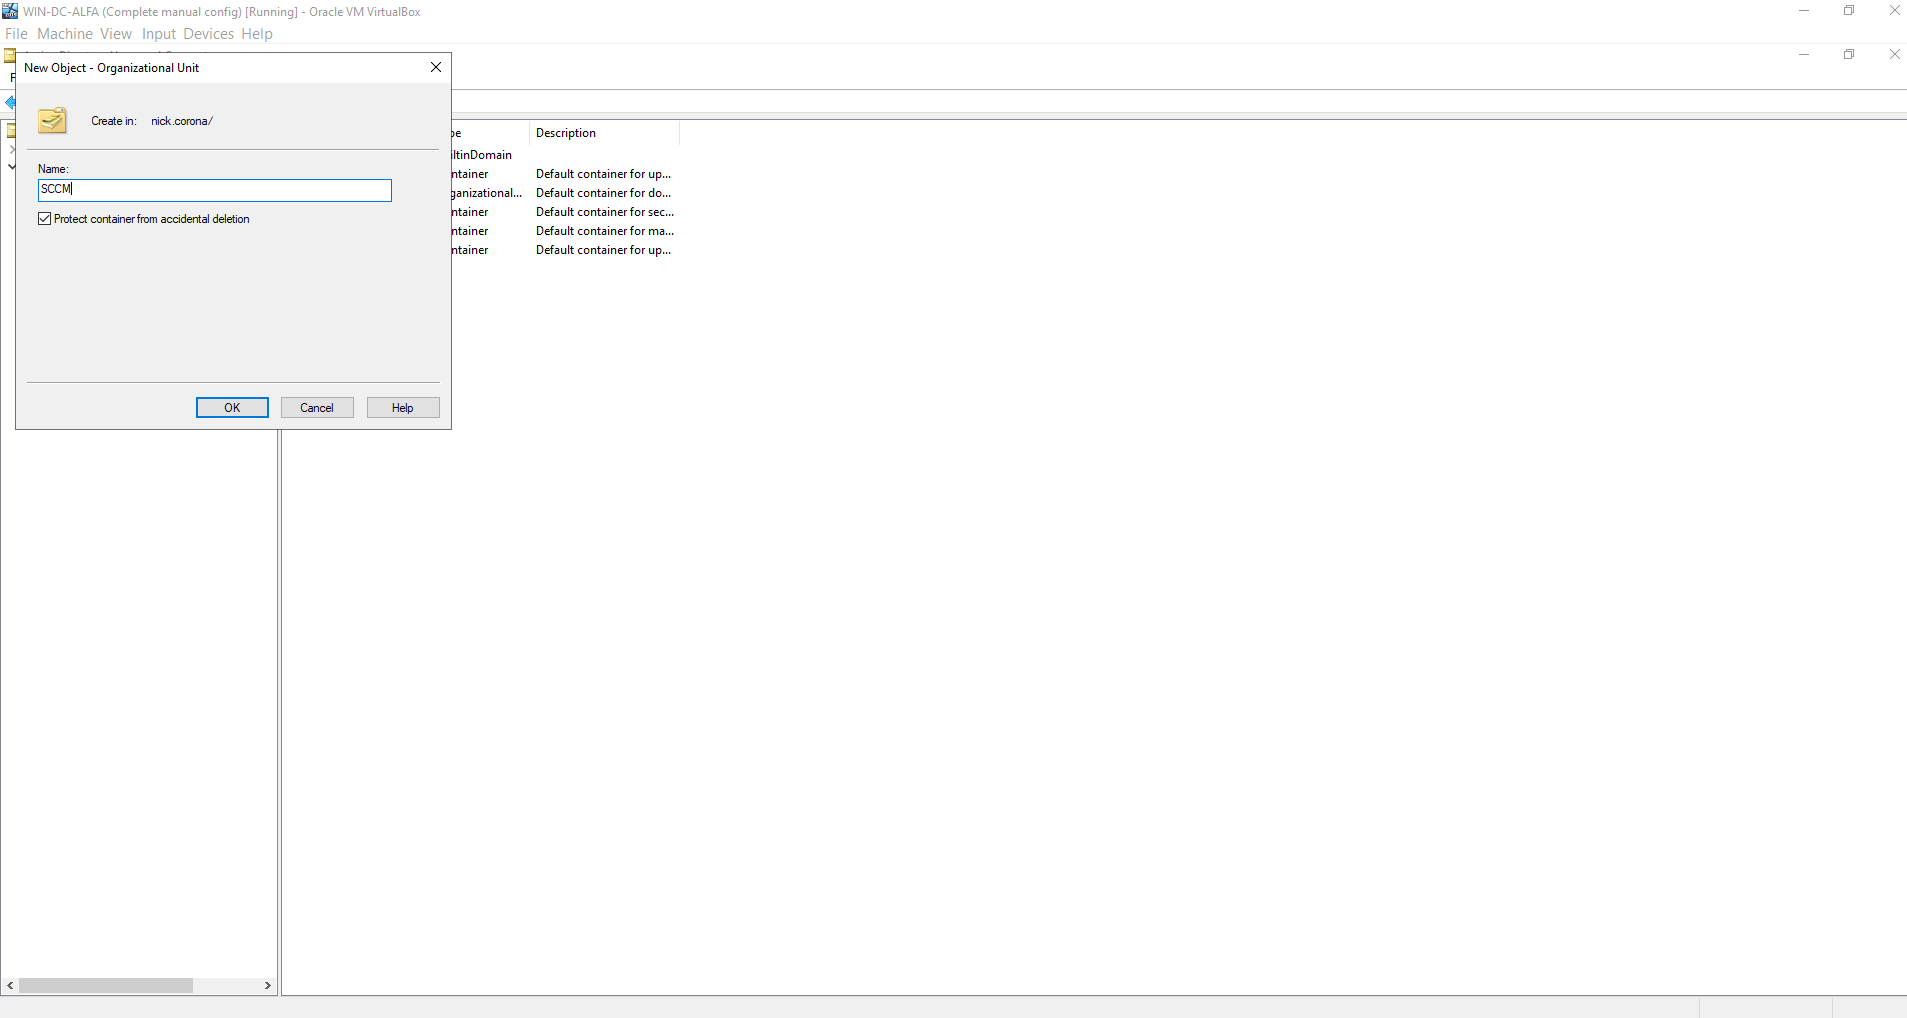 WIN-DC-ALFA (Complete manual config) [Running] - Oracle VM VirtualBox
File Machine View Input Devices Help
New Object - Organizational Unit
F
Create in: nick.corona/
pe Description
Name:
iltinDomain
SCCM
ntainer Default container for up...
ganizational... Default container for do...
ntainer Default container for sec...
Protect container from accidental deletion
ntainer Default container for ma...
ntainer Default container for up...
OK Cancel Help